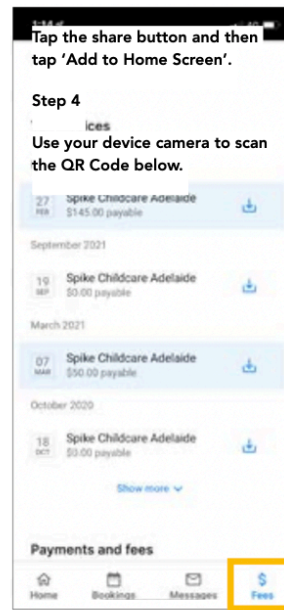 1:14
4G
Tap the share button and then
tap ‘Add to Home Screen’.
Step 4
ices
Use your device camera to scan
the QR Code below.
27 Spike Childcare Adelaide
FEB $145.00 payable
September 2021
19 Spike Childcare Adelaide
SEP $0.00 payable
March 2021
07 Spike Childcare Adelaide
MAR $50.00 payable
October 2020
18 Spike Childcare Adelaide
OCT $0.00 payable
Show more
Payments and fees
$
Home Bookings Messages Fees